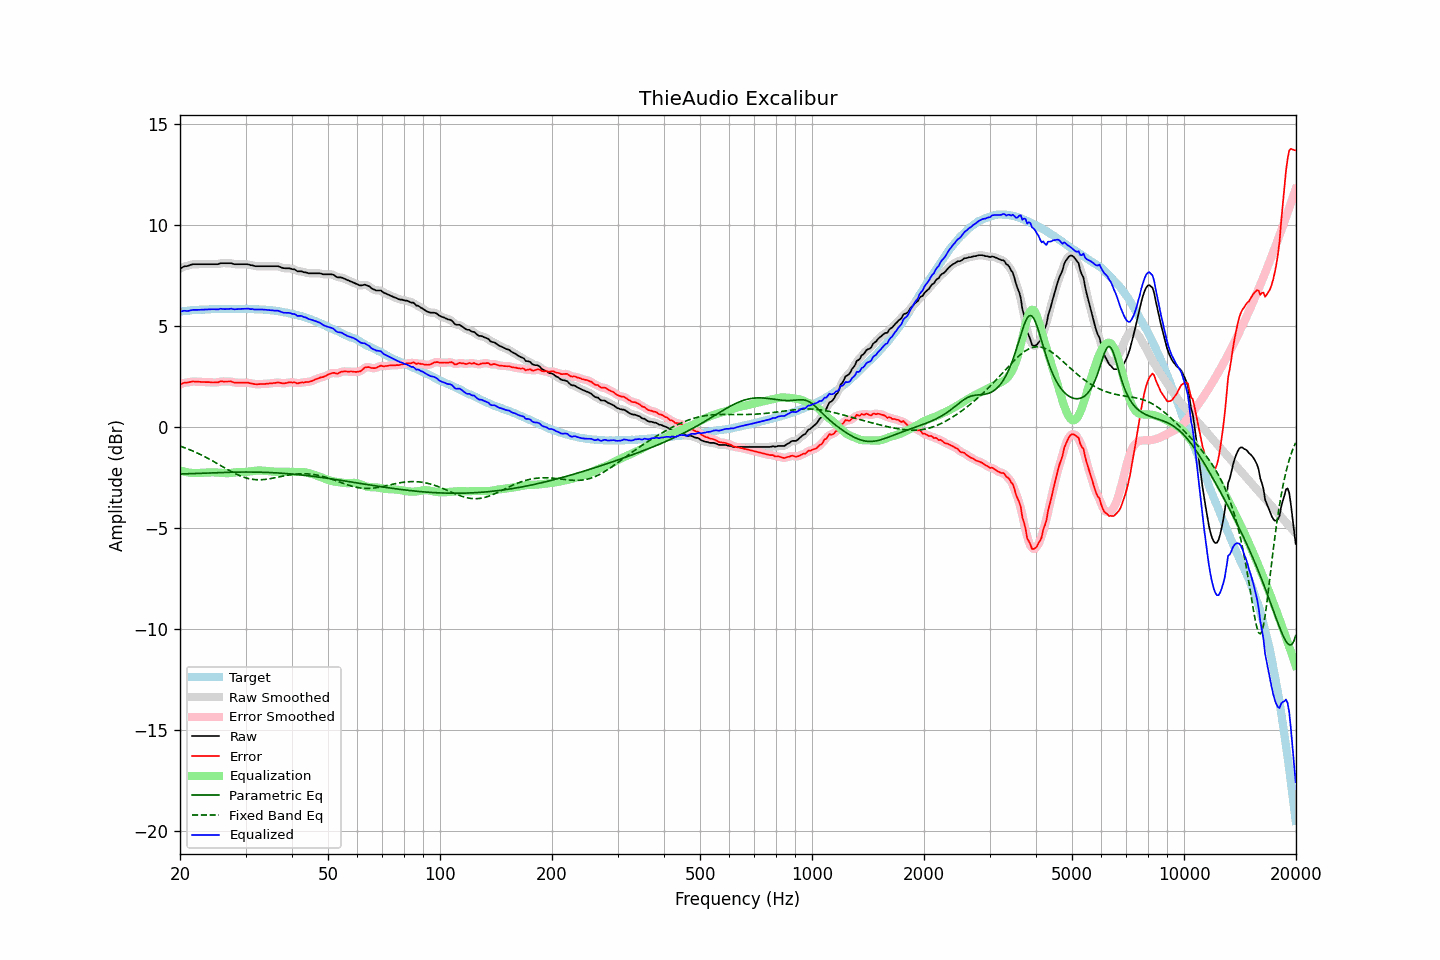 ThieAudio Excalibur
Amplitude (dBr)
15
10
5
0
−5
−10
−15
−20
Target
Raw Smoothed
Error Smoothed
Raw
Error
Equalization
Parametric Eq
Fixed Band Eq
Equalized
20
50
100
200
500
1000
2000
5000
10000
20000
Frequency (Hz)